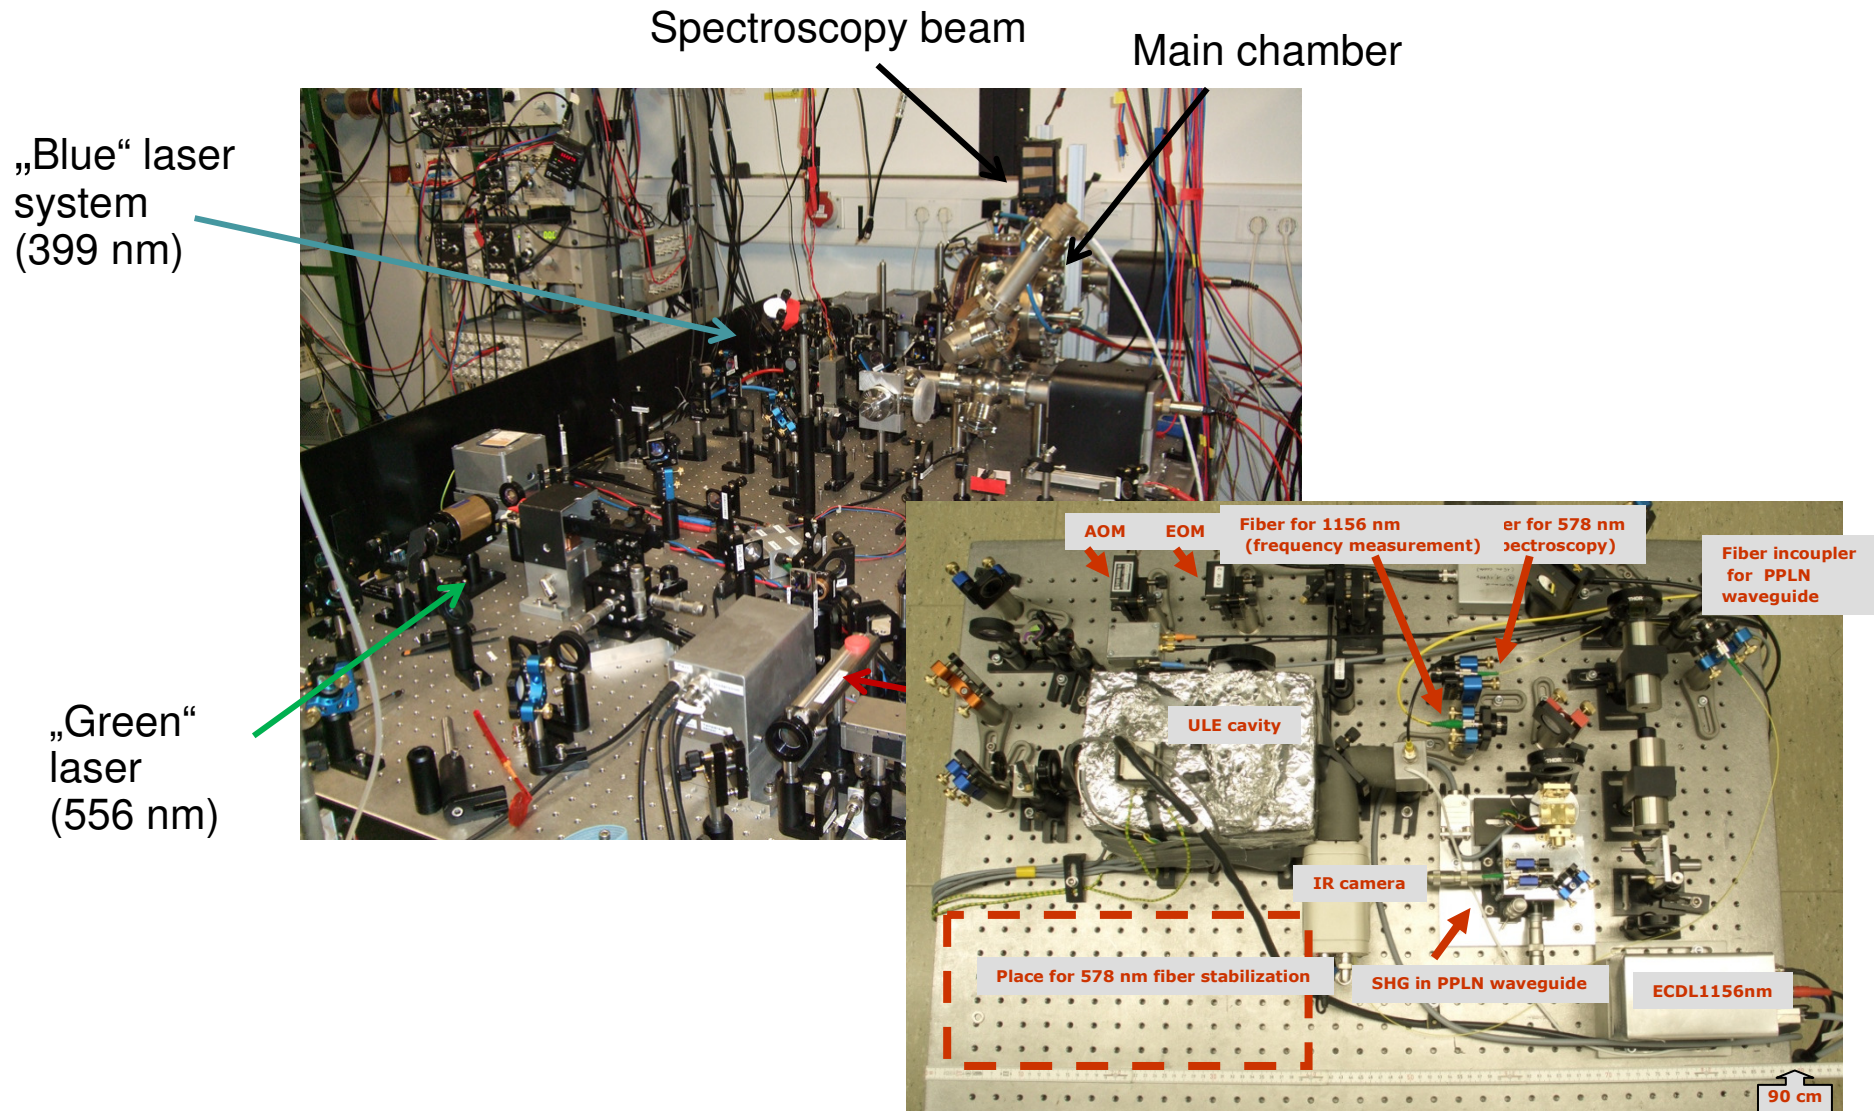 Spectroscopy beam
Main chamber
„Blue“ laser
system
(399 nm)
„Green“
laser
(556 nm)
AOM
EOM
Fiber for 1156 nm
(frequency measurement)
er for 578 nm
pectroscopy)
Fiber incoupler
for PPLN
waveguide
ULE cavity
IR camera
Place for 578 nm fiber stabilization
SHG in PPLN waveguide
ECDL1156nm
90 cm